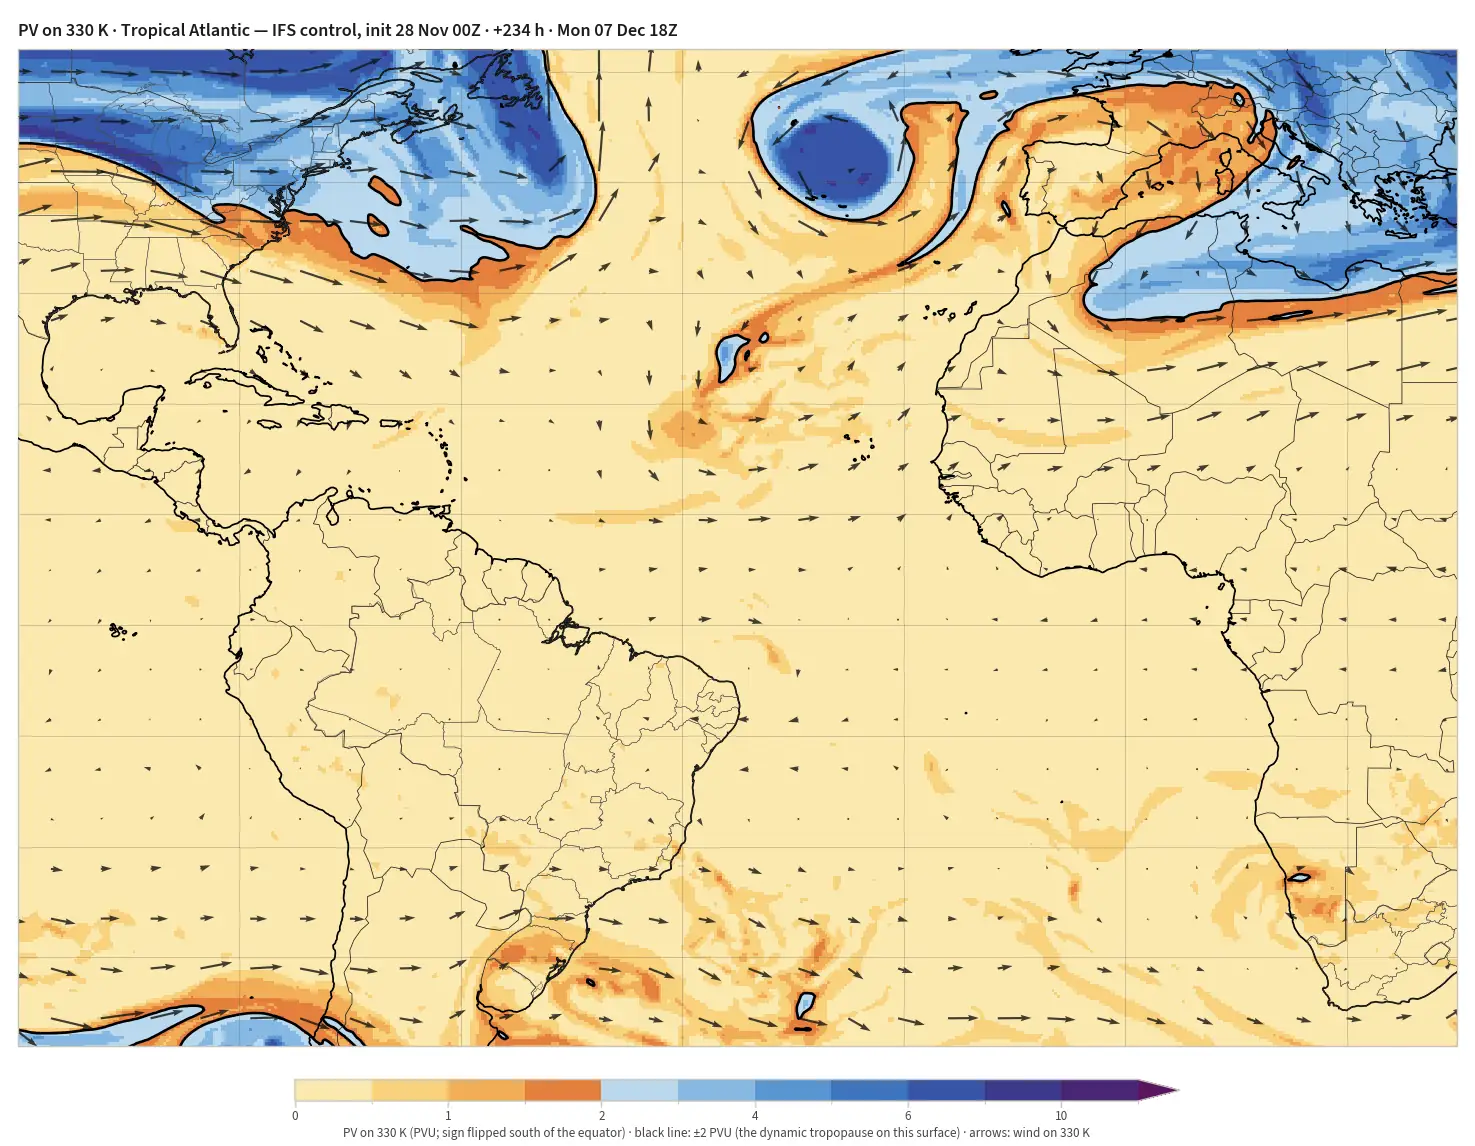 PV on 330 K · Tropical Atlantic — IFS control, init 28 Nov 00Z · +234 h · Mon 07 Dec 18Z
0 1 2 4 6 8 10
PV on 330 K (PVU; sign flipped south of the equator) · black line: ±2 PVU (the dynamic tropopause on this surface) · arrows: wind on 330 K